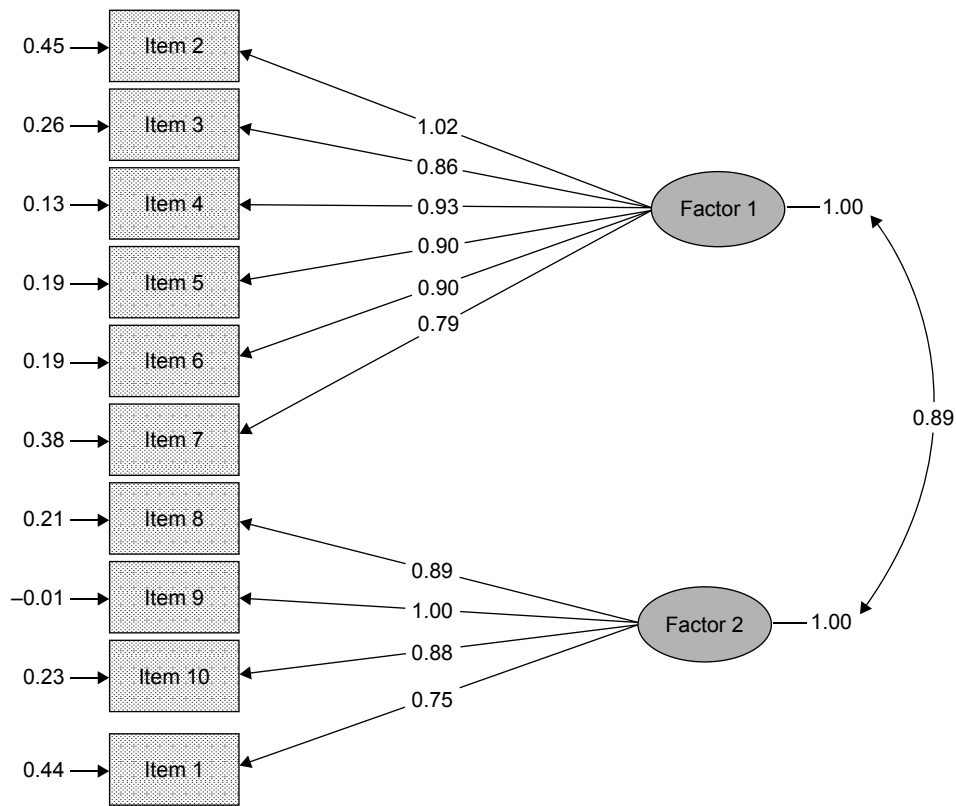 0.45 Item 2
0.26 Item 3
0.13 Item 4
0.19 Item 5
0.19 Item 6
0.38 Item 7
0.21 Item 8
–0.01 Item 9
0.23 Item 10
0.44 Item 1
1.02
0.86
0.93
0.90
0.90
0.79
0.89
1.00
0.88
0.75
Factor 1 1.00
Factor 2 1.00
0.89